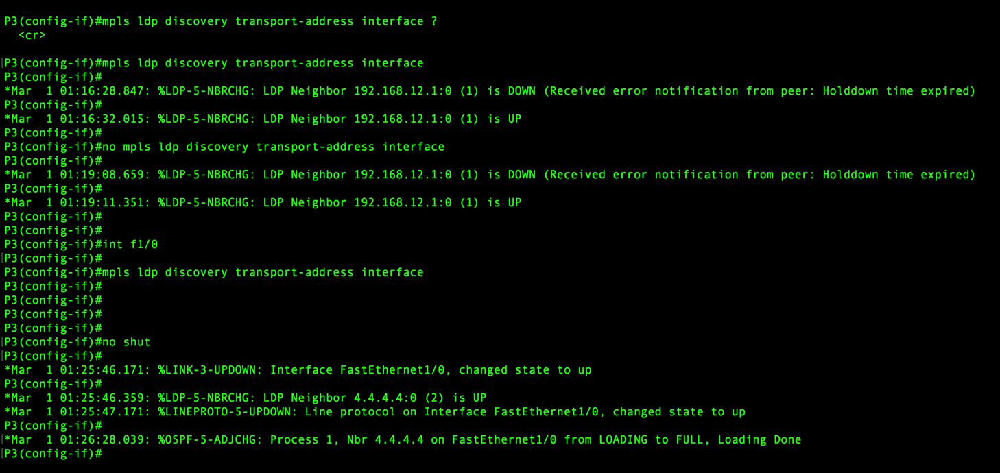 P3(config-if)#mpls ldp discovery transport-address interface ?
  <cr>
P3(config-if)#mpls ldp discovery transport-address interface
P3(config-if)#
*Mar  1 01:16:28.847: %LDP-5-NBRCHG: LDP Neighbor 192.168.12.1:0 (1) is DOWN (Received error notification from peer: Holddown time expired)
P3(config-if)#
*Mar  1 01:16:32.015: %LDP-5-NBRCHG: LDP Neighbor 192.168.12.1:0 (1) is UP
P3(config-if)#
P3(config-if)#no mpls ldp discovery transport-address interface
P3(config-if)#
*Mar  1 01:19:08.659: %LDP-5-NBRCHG: LDP Neighbor 192.168.12.1:0 (1) is DOWN (Received error notification from peer: Holddown time expired)
P3(config-if)#
*Mar  1 01:19:11.351: %LDP-5-NBRCHG: LDP Neighbor 192.168.12.1:0 (1) is UP
P3(config-if)#
P3(config-if)#
P3(config-if)#int f1/0
P3(config-if)#
P3(config-if)#mpls ldp discovery transport-address interface
P3(config-if)#
P3(config-if)#
P3(config-if)#
P3(config-if)#
P3(config-if)#no shut
P3(config-if)#
*Mar  1 01:25:46.171: %LINK-3-UPDOWN: Interface FastEthernet1/0, changed state to up
P3(config-if)#
*Mar  1 01:25:46.359: %LDP-5-NBRCHG: LDP Neighbor 4.4.4.4:0 (2) is UP
*Mar  1 01:25:47.171: %LINEPROTO-5-UPDOWN: Line protocol on Interface FastEthernet1/0, changed state to up
P3(config-if)#
*Mar  1 01:26:28.039: %OSPF-5-ADJCHG: Process 1, Nbr 4.4.4.4 on FastEthernet1/0 from LOADING to FULL, Loading Done
P3(config-if)#